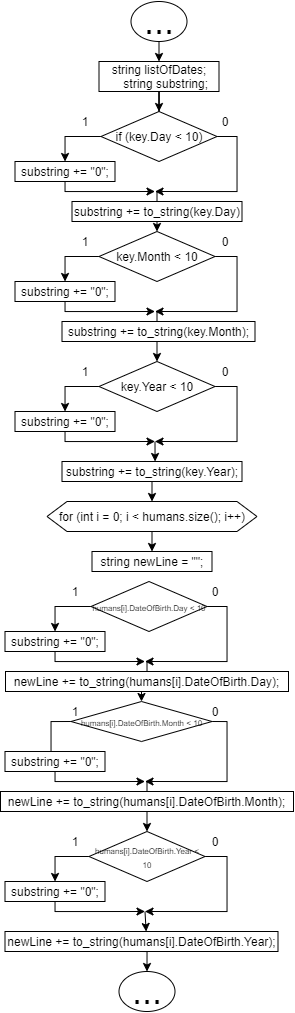 ...
string listOfDates;
string substring;
if (key.Day < 10)
1
0
substring += "0";
substring += to_string(key.Day)
key.Month < 10
1
0
substring += "0";
substring += to_string(key.Month);
key.Year < 10
1
0
substring += "0";
substring += to_string(key.Year);
for (int i = 0; i < humans.size(); i++)
string newLine = "";
1
0
humans[i].DateOfBirth.Day < 10
substring += "0";
newLine += to_string(humans[i].DateOfBirth.Day);
1
0
humans[i].DateOfBirth.Month < 10
substring += "0";
newLine += to_string(humans[i].DateOfBirth.Month);
1
0
humans[i].DateOfBirth.Year <
10
substring += "0";
newLine += to_string(humans[i].DateOfBirth.Year);
...